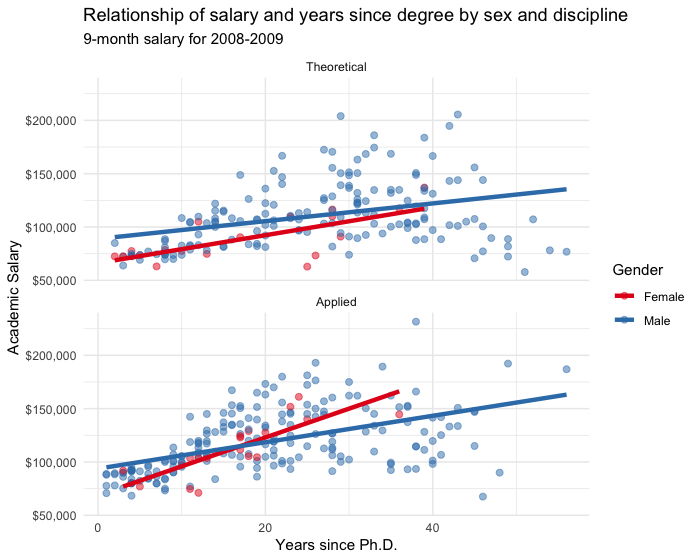 Relationship of salary and years since degree by sex and discipline
9-month salary for 2008-2009
Theoretical
$200,000
$150,000
$100,000
$50,000
Applied
$200,000
$150,000
$100,000
$50,000
0
20
40
Years since Ph.D.
Academic Salary
Gender
Female
Male